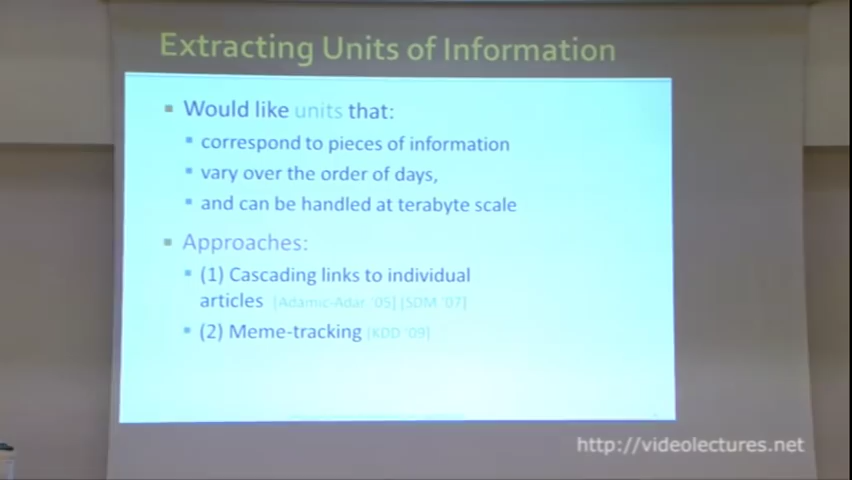 Extracting Units of Information
Would like units that:
correspond to pieces of information
vary over the order of days,
and can be handled at terabyte scale
Approaches:
(1) Cascading links to individual
articles [Adamic-Adar '05] [SDM '07]
(2) Meme-tracking [KDD '09]
http://videolectures.net